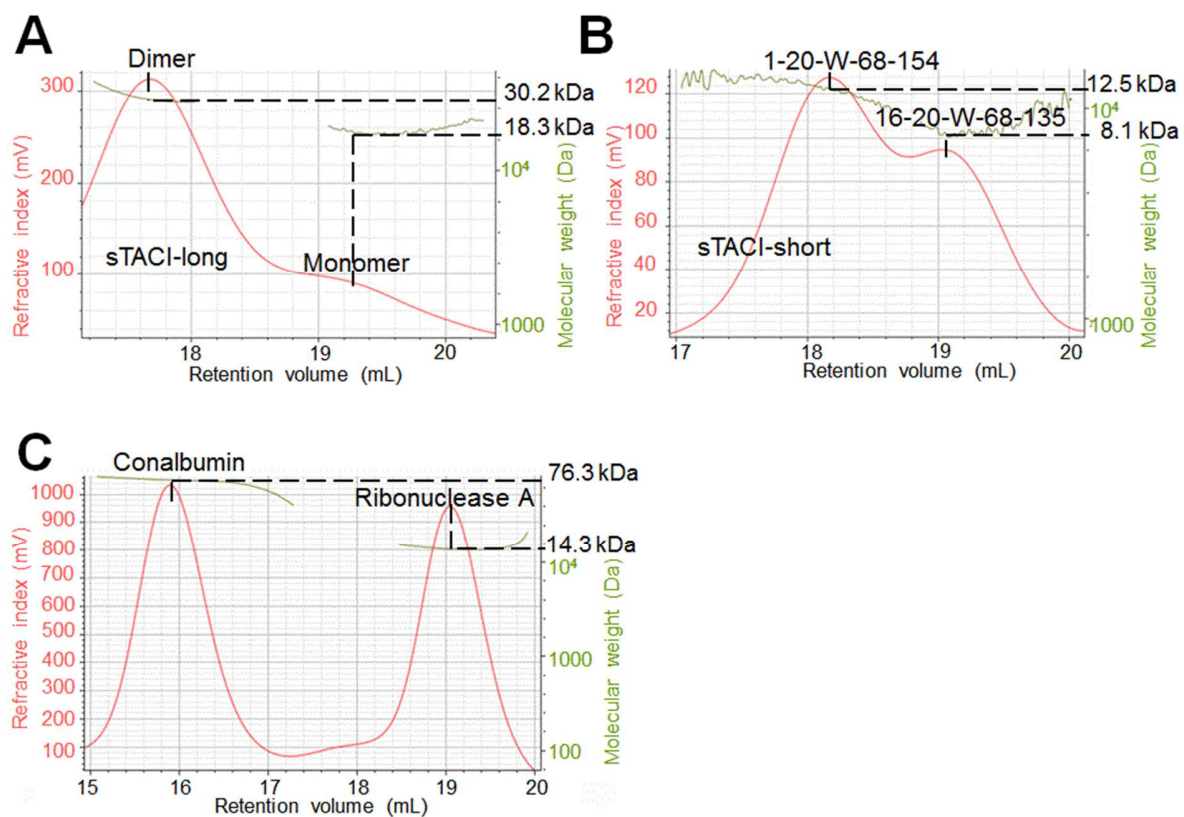 A
Dimer
300
200
100
Refractive index (mV)
sTACI-long
Monomer
30.2 kDa
18.3 kDa
10⁴
1000
Molecular weight (Da)
18 19 20
Retention volume (mL)
B
1-20-W-68-154
16-20-W-68-135
120
100
80
60
40
20
Refractive index (mV)
sTACI-short
12.5 kDa
10⁴
8.1 kDa
1000
Molecular weight (Da)
17 18 19 20
Retention volume (mL)
C
Conalbumin
Ribonuclease A
1000
900
800
700
600
500
400
300
200
100
Refractive index (mV)
76.3 kDa
14.3 kDa
10⁴
1000
100
Molecular weight (Da)
15 16 17 18 19 20
Retention volume (mL)